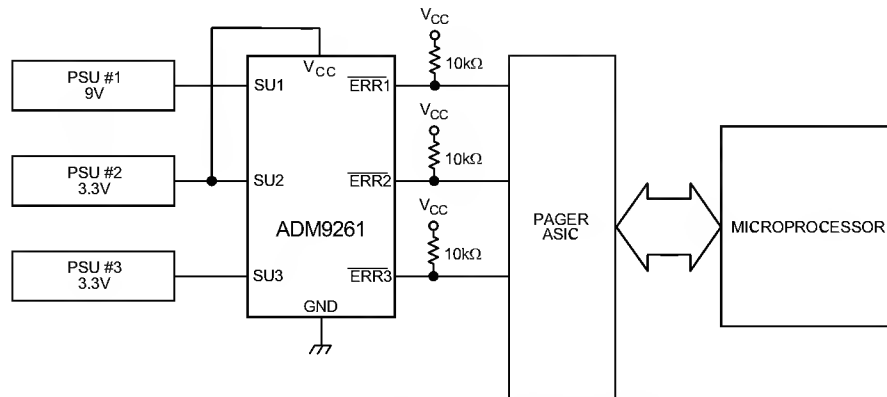 VCC
10kΩ
PSU #1
9V
VCC
SU1
ERR1
VCC
10kΩ
PSU #2
3.3V
SU2
ERR2
PAGER
ASIC
MICROPROCESSOR
VCC
10kΩ
ADM9261
PSU #3
3.3V
SU3
ERR3
GND